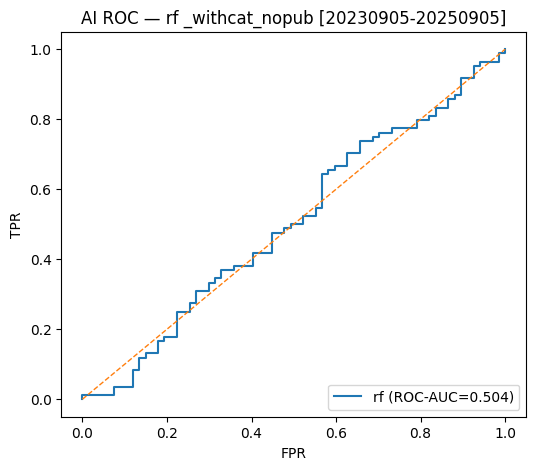 AI ROC — rf _withcat_nopub [20230905-20250905]
1.0
0.8
0.6
0.4
0.2
0.0
TPR
rf (ROC-AUC=0.504)
0.0 0.2 0.4 0.6 0.8 1.0
FPR